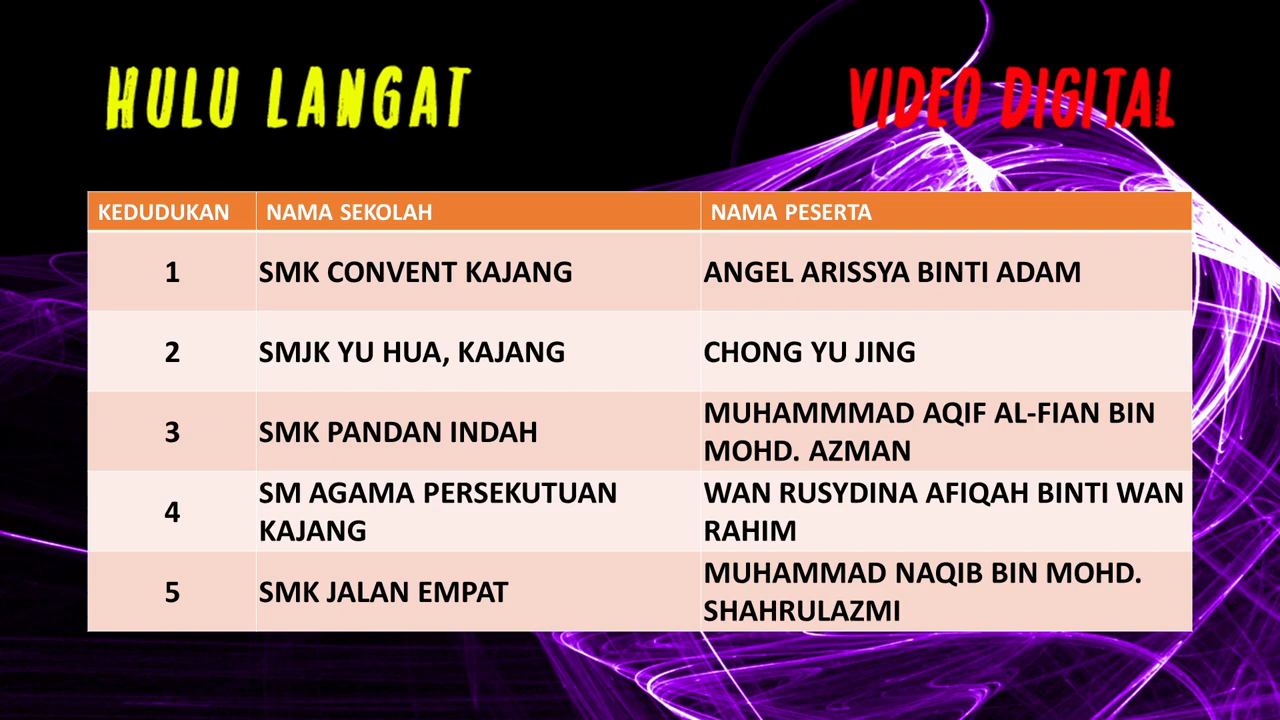 HULU LANGAT
VIDEO DIGITAL
KEDUDUKAN NAMA SEKOLAH NAMA PESERTA
1 SMK CONVENT KAJANG ANGEL ARISSYA BINTI ADAM
2 SMJK YU HUA, KAJANG CHONG YU JING
3 SMK PANDAN INDAH MUHAMMMAD AQIF AL-FIAN BIN
MOHD. AZMAN
4 SM AGAMA PERSEKUTUAN
KAJANG
WAN RUSYDINA AFIQAH BINTI WAN
RAHIM
5 SMK JALAN EMPAT MUHAMMAD NAQIB BIN MOHD.
SHAHRULAZMI